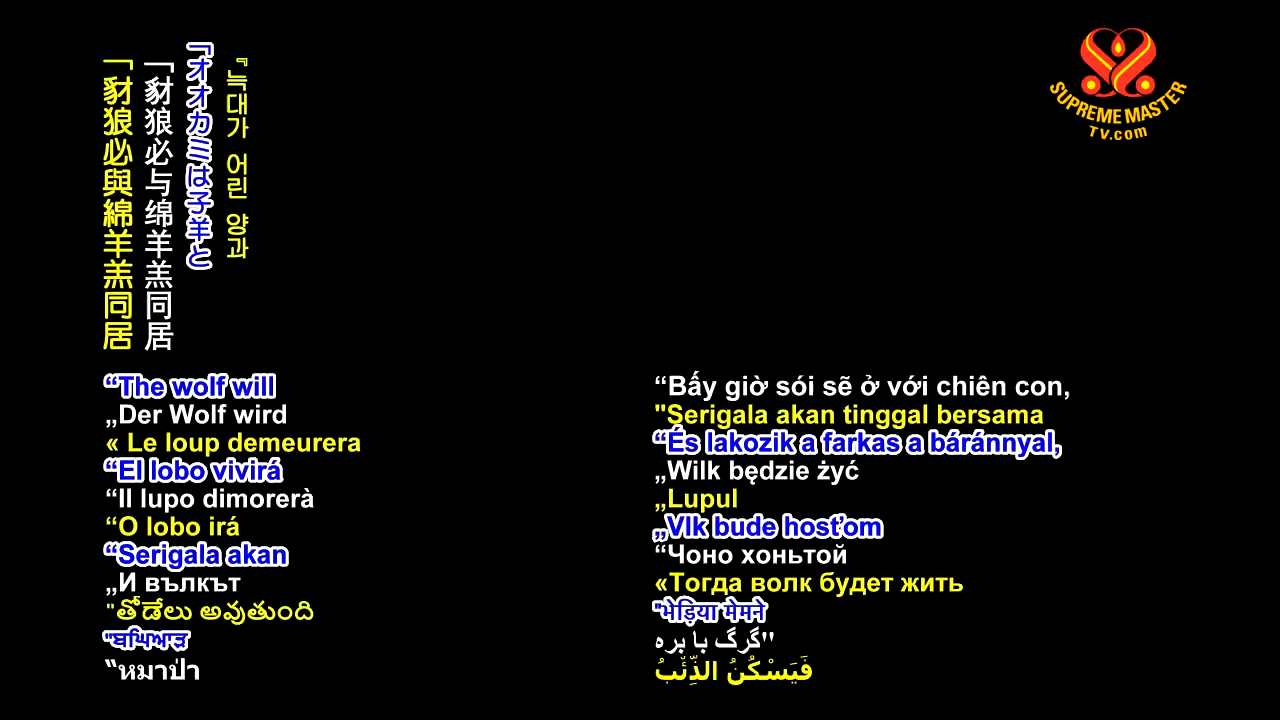 「豺狼必與綿羊羔同居
「豺狼必与绵羊羔同居
「オオカミは子羊と
『늑대가 어린 양과
SUPREME MASTER
TV.com
“The wolf will
„Der Wolf wird
« Le loup demeurera
“El lobo vivirá
“Il lupo dimorerà
“O lobo irá
“Serigala akan
„И вълкът
"తోడేలు అవుతుంది
"ਬਘਿਆੜ
“หมาป่า
“Bấy giờ sói sẽ ở với chiên con,
"Serigala akan tinggal bersama
“És lakozik a farkas a báránnyal,
„Wilk będzie żyć
„Lupul
„Vlk bude hosťom
“Чоно хоньтой
«Тогда волк будет жить
"भेड़िया मेमने
"گرگ با بره
فَيَسْكُنُ الذِّئْبُ